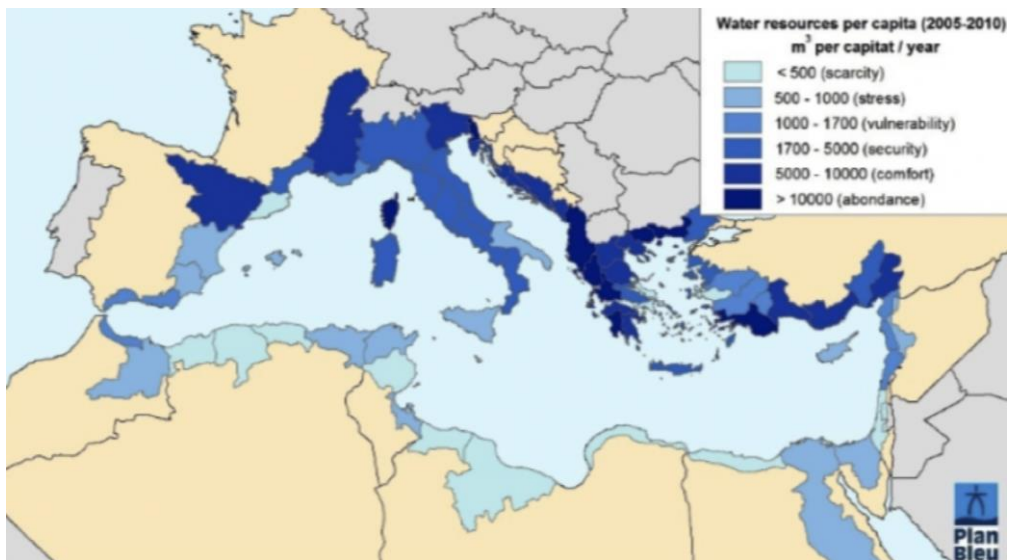 Water resources per capita (2005-2010)
m³ per capitat / year
< 500 (scarcity)
500 - 1000 (stress)
1000 - 1700 (vulnerability)
1700 - 5000 (security)
5000 - 10000 (comfort)
> 10000 (abondance)
Plan
Bleu